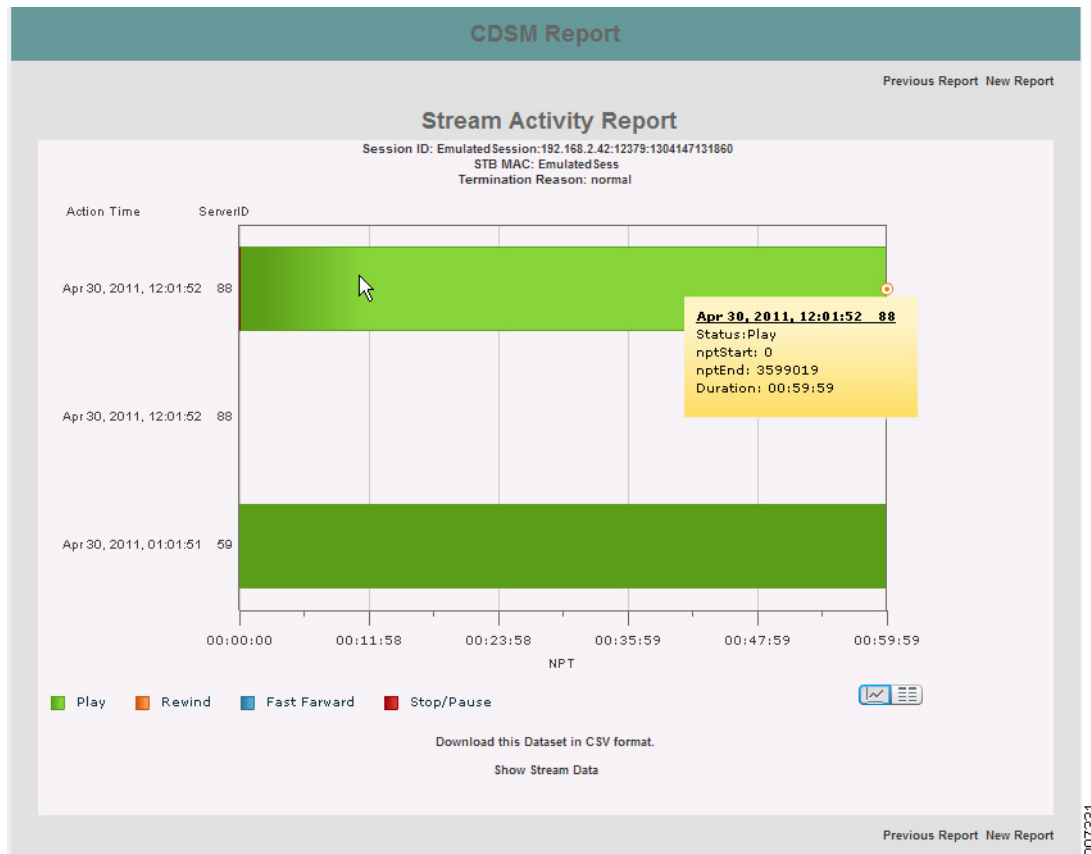 CDSM Report
Previous Report New Report
Stream Activity Report
Session ID: EmulatedSession:192.168.2.42:12379:1304147131860
STB MAC: EmulatedSess
Termination Reason: normal
Action Time ServerID
Apr 30, 2011, 12:01:52 88
Apr 30, 2011, 12:01:52 88
Status:Play
nptStart: 0
nptEnd: 3599019
Duration: 00:59:59
Apr 30, 2011, 12:01:52 88
Apr 30, 2011, 01:01:51 59
00:00:00 00:11:58 00:23:58 00:35:59 00:47:59 00:59:59
NPT
Play Rewind Fast Farward Stop/Pause
Download this Dataset in CSV format.
Show Stream Data
Previous Report New Report